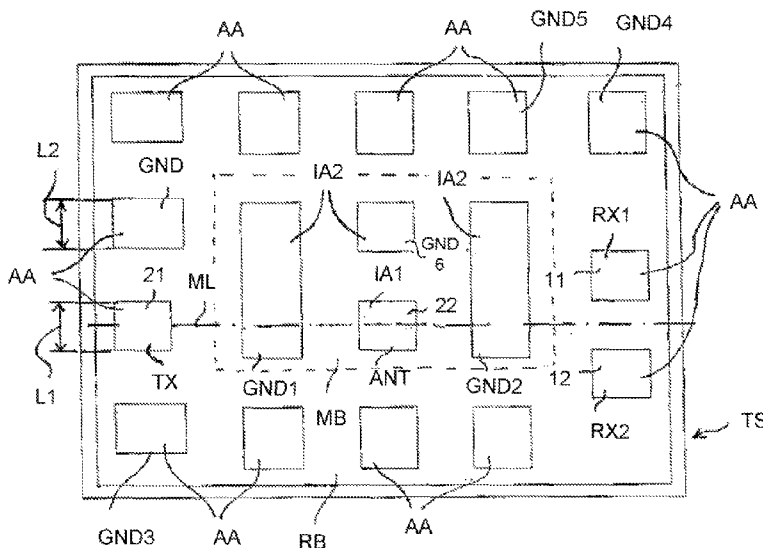 GND5 GND4
AA AA
L2 GND IA2 IA2
AA
RX1
GND
6
AA 21 ML IA1 11
22
L1 TX GND1 ANT GND2 12
MB RX2
TS
GND3 AA RB AA